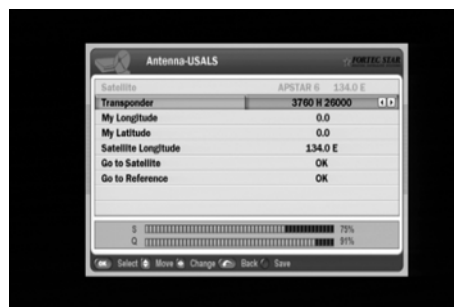 Antenna-USALS
FORTEC STAR
Satellite APSTAR 6 134.0 E
Transponder 3760 H 26000
My Longitude 0.0
My Latitude 0.0
Satellite Longitude 134.0 E
Go to Satellite OK
Go to Reference OK
S 75%
Q 91%
OK Select Move Change Back Save